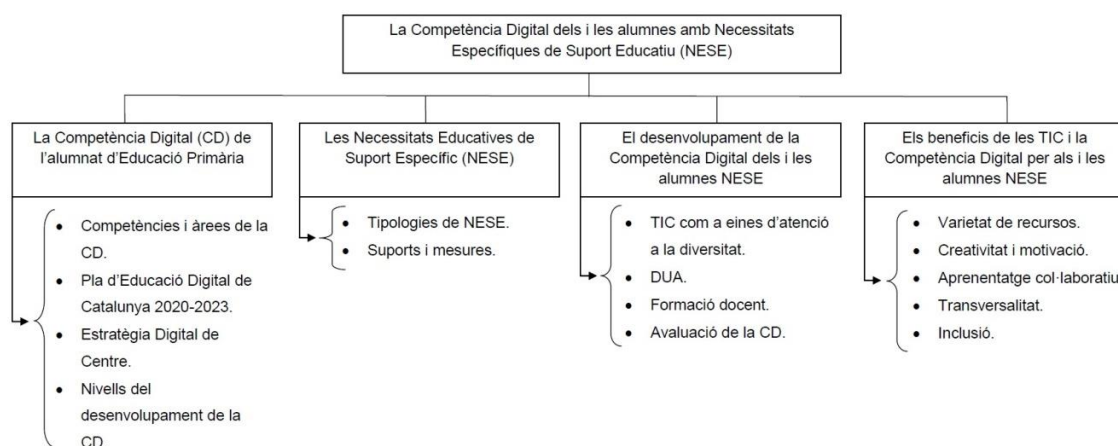 La Competència Digital dels i les alumnes amb Necessitats
Específiques de Suport Educatiu (NESE)
La Competència Digital (CD) de
l'alumnat d'Educació Primària
• Competències i àrees de la
CD.
• Pla d'Educació Digital de
Catalunya 2020-2023.
• Estratègia Digital de
Centre.
• Nivells del
desenvolupament de la
CD
Les Necessitats Educatives de
Suport Específic (NESE)
• Tipologies de NESE.
• Suports i mesures.
El desenvolupament de la
Competència Digital dels i les
alumnes NESE
• TIC com a eines d'atenció
a la diversitat.
• DUA.
• Formació docent.
• Avaluació de la CD.
Els beneficis de les TIC i la
Competència Digital per als i les
alumnes NESE
• Varietat de recursos.
• Creativitat i motivació.
• Aprenentatge col·laboratiu
• Transversalitat.
• Inclusió.